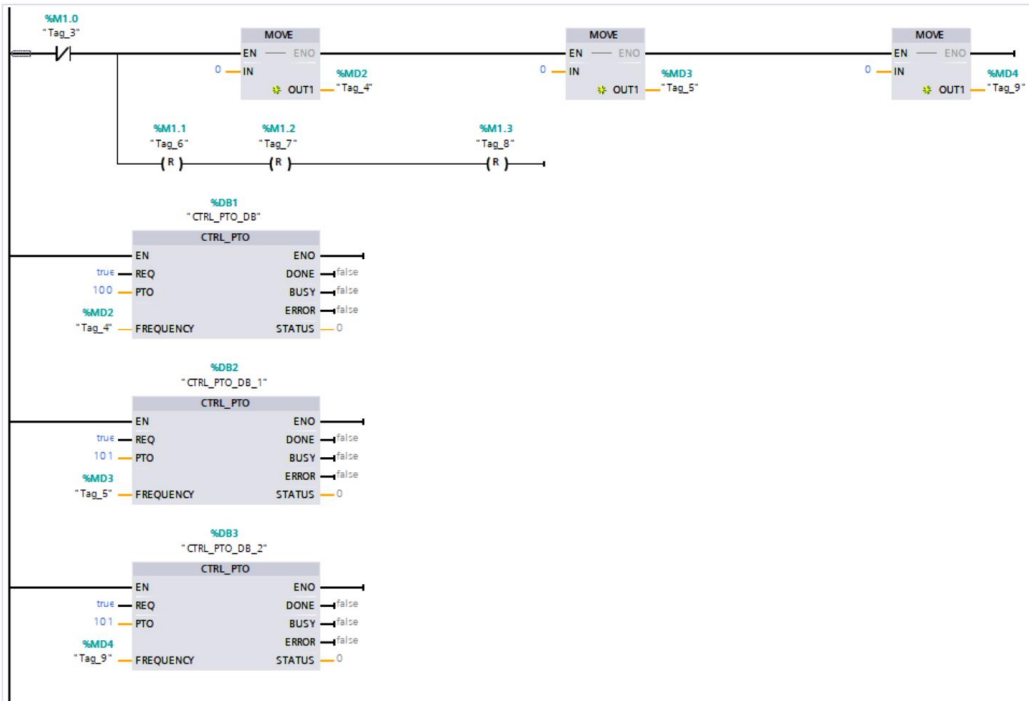 %M1.0
"Tag_3"
MOVE
EN ENO
0 IN
OUT1
%MD2
"Tag_4"
MOVE
EN ENO
0 IN
OUT1
%MD3
"Tag_5"
MOVE
EN ENO
0 IN
OUT1
%MD4
"Tag_9"
%M1.1
"Tag_6"
R
%M1.2
"Tag_7"
R
%M1.3
"Tag_8"
R
%DB1
"CTRL_PTO_DB"
CTRL_PTO
EN ENO
true REQ DONE false
100 PTO BUSY false
ERROR false
%MD2
"Tag_4" FREQUENCY STATUS 0
%DB2
"CTRL_PTO_DB_1"
CTRL_PTO
EN ENO
true REQ DONE false
101 PTO BUSY false
ERROR false
%MD3
"Tag_5" FREQUENCY STATUS 0
%DB3
"CTRL_PTO_DB_2"
CTRL_PTO
EN ENO
true REQ DONE false
101 PTO BUSY false
ERROR false
%MD4
"Tag_9" FREQUENCY STATUS 0